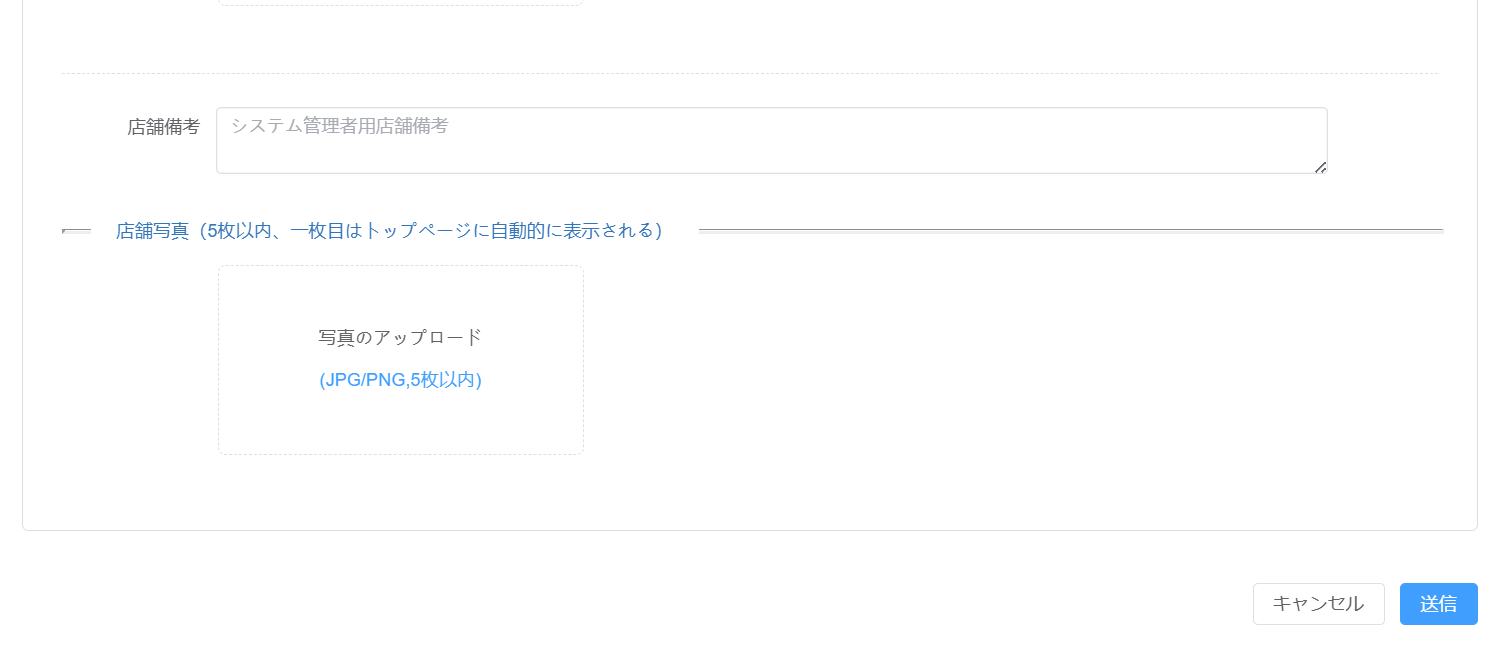 店舗備考
システム管理者用店舗備考
店舗写真（5枚以内、一枚目はトップページに自動的に表示される）
写真のアップロード
(JPG/PNG,5枚以内)
キャンセル
送信